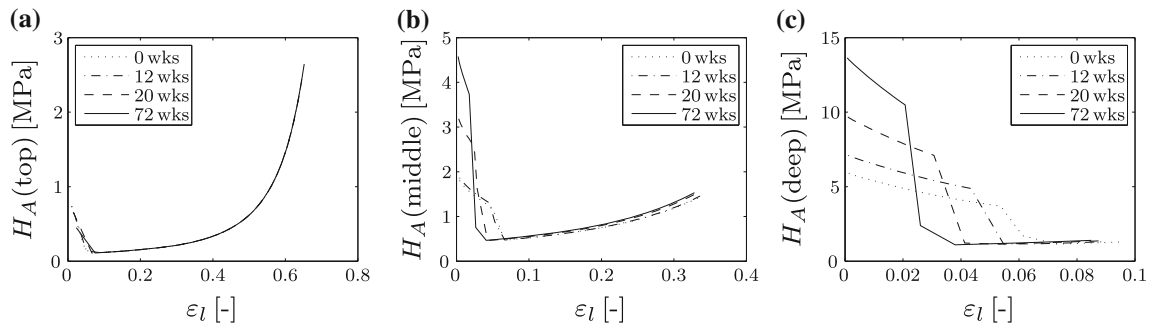 (a)
H_A(top) [MPa]
3
2
1
0
0 wks
12 wks
20 wks
72 wks
0
0.2
0.4
0.6
0.8
ε_l [-]
(b)
H_A(middle) [MPa]
5
4
3
2
1
0
0 wks
12 wks
20 wks
72 wks
0
0.1
0.2
0.3
0.4
ε_l [-]
(c)
H_A(deep) [MPa]
15
10
5
0
0 wks
12 wks
20 wks
72 wks
0
0.02
0.04
0.06
0.08
0.1
ε_l [-]